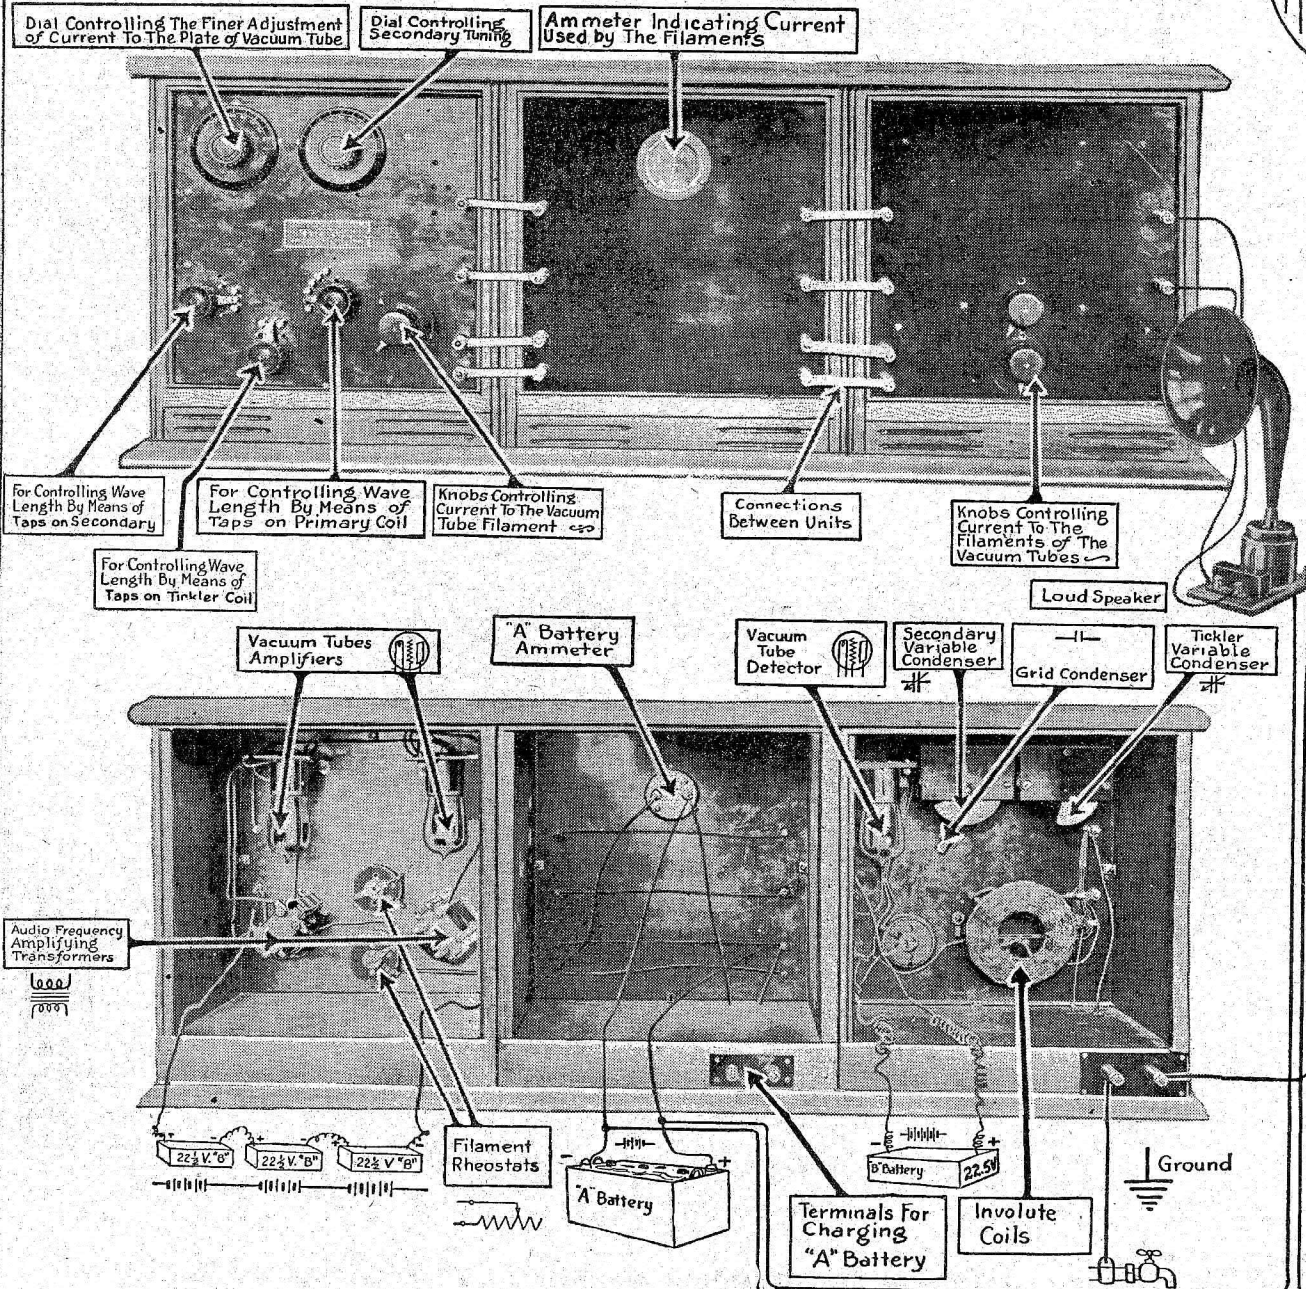 Dial Controlling The Finer Adjustment
of Current To The Plate of Vacuum Tube
Dial Controlling
Secondary Tuning
Ammeter Indicating Current
Used by The Filaments
For Controlling Wave
Length By Means of
Taps on Secondary
For Controlling Wave
Length By Means of
Taps on Tickler Coil
For Controlling Wave
Length By Means of
Taps on Primary Coil
Knobs Controlling
Current To The Vacuum
Tube Filament
Connections
Between Units
Knobs Controlling
Current To The
Filaments of The
Vacuum Tubes
Loud Speaker
Vacuum Tubes
Amplifiers
"A" Battery
Ammeter
Vacuum
Tube
Detector
Secondary
Variable
Condenser
Grid Condenser
Tickler
Variable
Condenser
Audio Frequency
Amplifying
Transformers
+ + - -
22½ V. "B" 22½ V. "B" 22½ V "B"
Filament
Rheostats
- +
"A" Battery
Terminals For
Charging
"A" Battery
- +
"B" Battery 22.5V
Involute
Coils
Ground